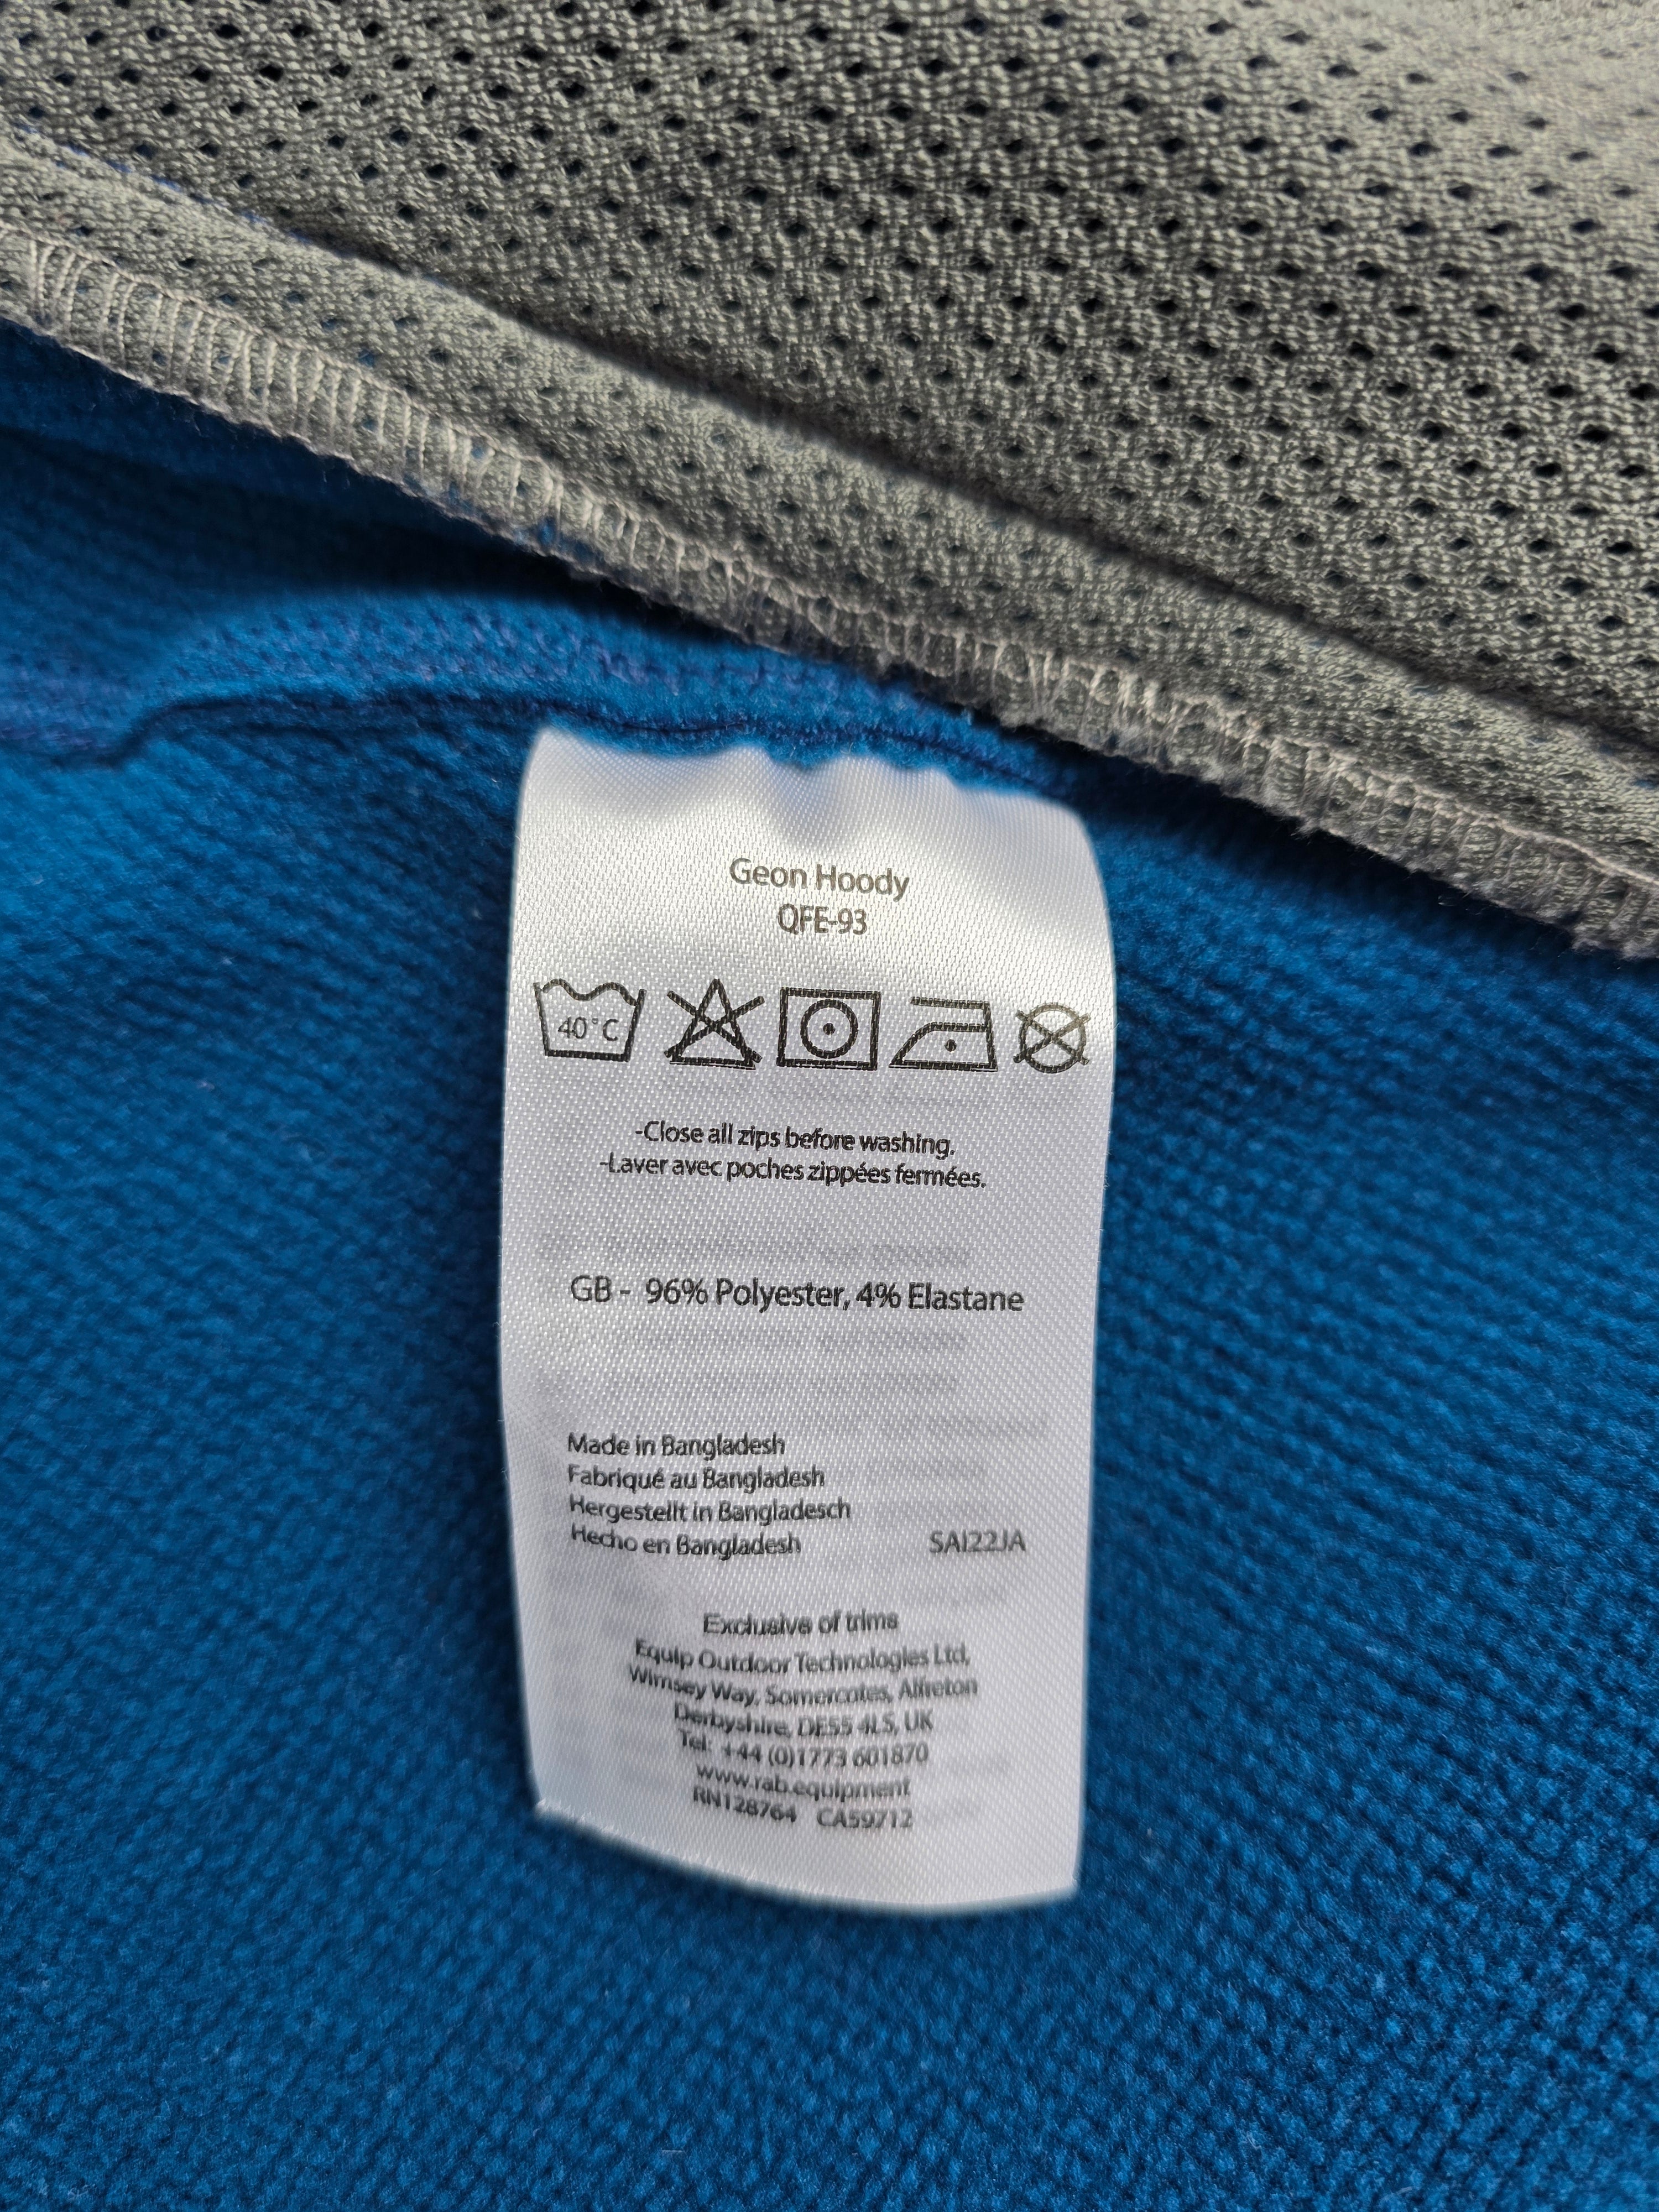 Geon Hoody
QFE-93
40°C
-Close all zips before washing.
-Laver avec poches zippées fermées.
GB - 96% Polyester, 4% Elastane
Made in Bangladesh
Fabriqué au Bangladesh
Hergestellt in Bangladesch
Hecho en Bangladesh
SAI22JA
Exclusive of trims
Equip Outdoor Technologies Ltd,
Wimsey Way, Somercotes, Alfreton
Derbyshire, DE55 4LS, UK
Tel: +44 (0)1773 601870
www.rab.equipment
RN128764 CA59712